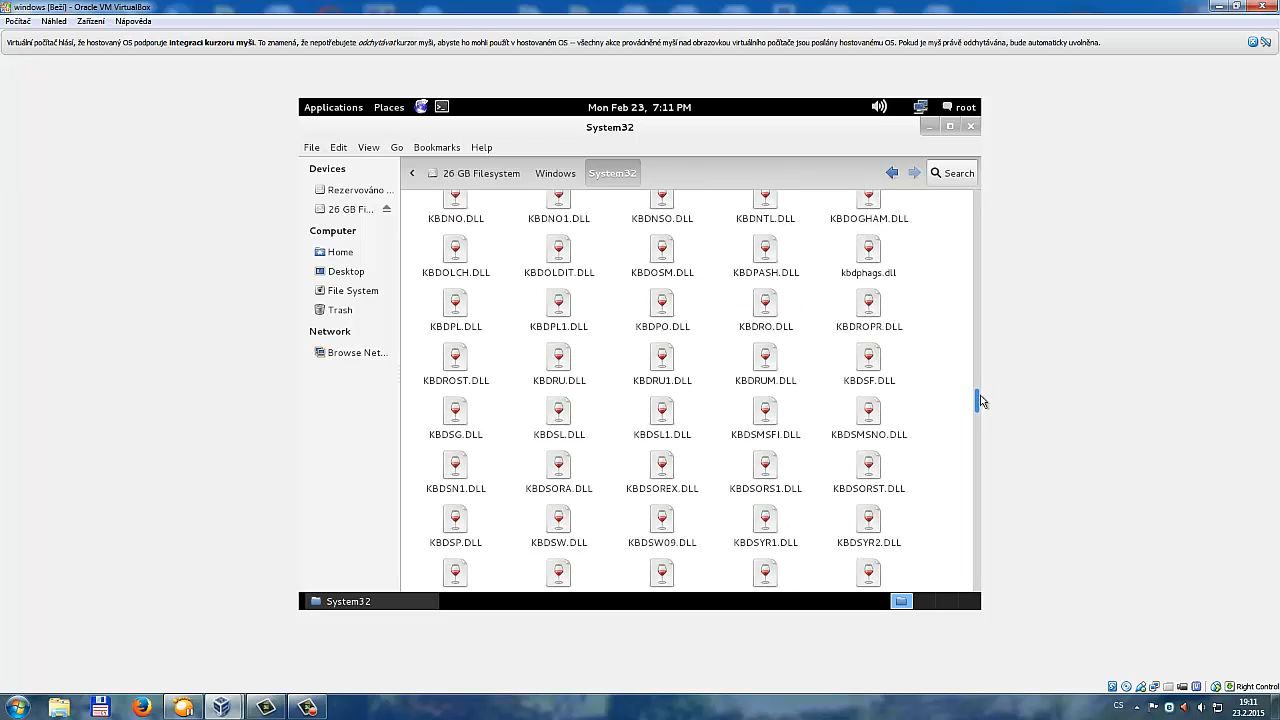 windows [Beží] - Oracle VM VirtualBox
Počítač Náhled Zařízení Nápověda
Virtuální počítač hlásí, že hostovaný OS podporuje integraci kurzoru myši. To znamená, že nepotřebujete odchytávat kurzor myši, abyste ho mohli použít v hostovaném OS -- všechny akce prováděné myší nad obrazovkou virtuálního počítače jsou posílány hostovanému OS. Pokud je myš právě odchytávána, bude automaticky uvolněna.
Applications Places Mon Feb 23, 7:11 PM root
System32
File Edit View Go Bookmarks Help
Devices
Rezervováno ...
26 GB Fi...
Computer
Home
Desktop
File System
Trash
Network
Browse Net...
26 GB Filesystem Windows System32 Search
KBDNO.DLL KBDNO1.DLL KBDNSO.DLL KBDNTL.DLL KBDOGHAM.DLL
KBDOLCH.DLL KBDOLDIT.DLL KBDOSM.DLL KBDPASH.DLL kbdphags.dll
KBDPL.DLL KBDPL1.DLL KBDPO.DLL KBDRO.DLL KBDROPR.DLL
KBDROST.DLL KBDRU.DLL KBDRU1.DLL KBDRUM.DLL KBDSF.DLL
KBDSG.DLL KBDSL.DLL KBDSL1.DLL KBDSMSFI.DLL KBDSMSNO.DLL
KBDSN1.DLL KBDSORA.DLL KBDSOREX.DLL KBDSORS1.DLL KBDSORST.DLL
KBDSP.DLL KBDSW.DLL KBDSW09.DLL KBDSYR1.DLL KBDSYR2.DLL
System32
Right Control
CS 19:11
23.2.2015